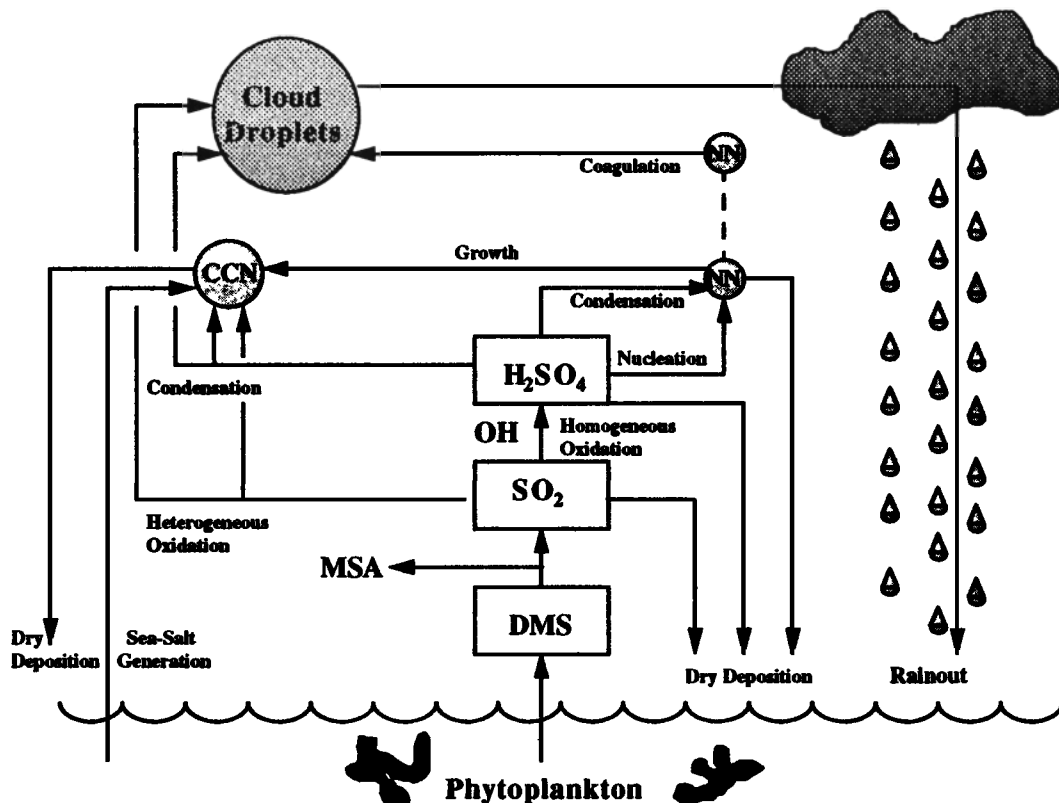 Cloud
Droplets
NN
Coagulation
Growth
CCN
NN
Condensation
Nucleation
H₂SO₄
Condensation
OH
Homogeneous
Oxidation
SO₂
Heterogeneous
Oxidation
MSA
DMS
Dry
Deposition
Sea-Salt
Generation
Dry Deposition
Rainout
Phytoplankton